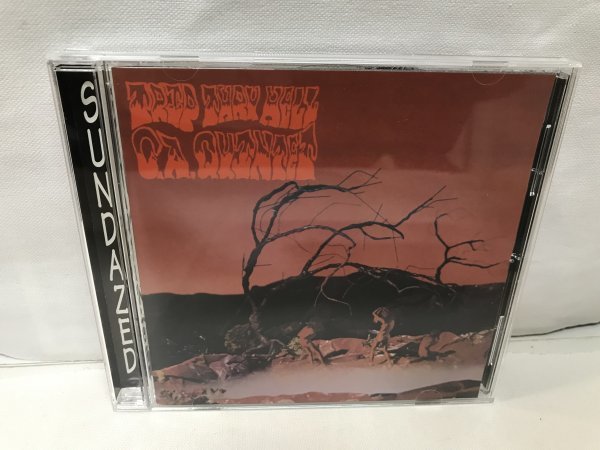 SUNDAZED
TRIP THRU HELL
C.A. QUINTET